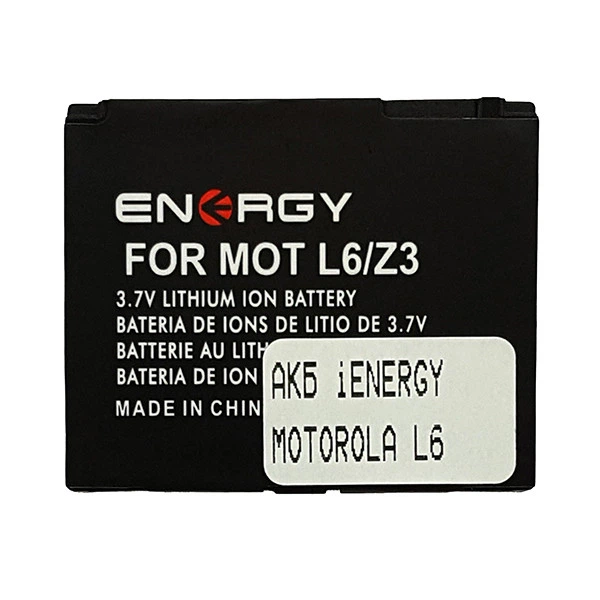 ENERGY
FOR MOT L6/Z3
3.7V LITHIUM ION BATTERY
BATERIA DE IONS DE LITIO DE 3.7V
BATTERIE AU LITH
BATERIA DE ION
MADE IN CHIN
АКБ iENERGY
MOTOROLA L6